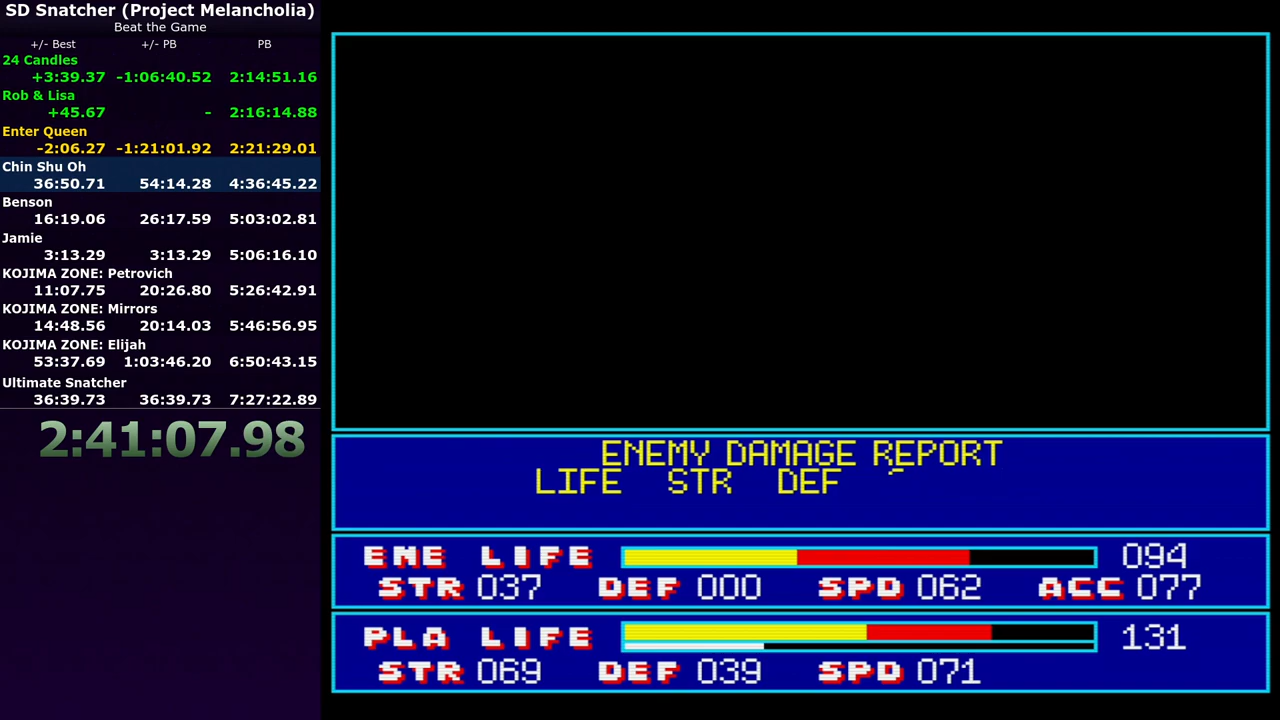 SD Snatcher (Project Melancholia)
Beat the Game
+/- Best +/- PB PB
24 Candles
+3:39.37 -1:06:40.52 2:14:51.16
Rob & Lisa
+45.67 - 2:16:14.88
Enter Queen
-2:06.27 -1:21:01.92 2:21:29.01
Chin Shu Oh
36:50.71 54:14.28 4:36:45.22
Benson
16:19.06 26:17.59 5:03:02.81
Jamie
3:13.29 3:13.29 5:06:16.10
KOJIMA ZONE: Petrovich
11:07.75 20:26.80 5:26:42.91
KOJIMA ZONE: Mirrors
14:48.56 20:14.03 5:46:56.95
KOJIMA ZONE: Elijah
53:37.69 1:03:46.20 6:50:43.15
Ultimate Snatcher
36:39.73 36:39.73 7:27:22.89
2:41:07.98
ENEMY DAMAGE REPORT
LIFE STR DEF
ENE LIFE 094
STR 037 DEF 000 SPD 062 ACC 077
PLA LIFE 131
STR 069 DEF 039 SPD 071